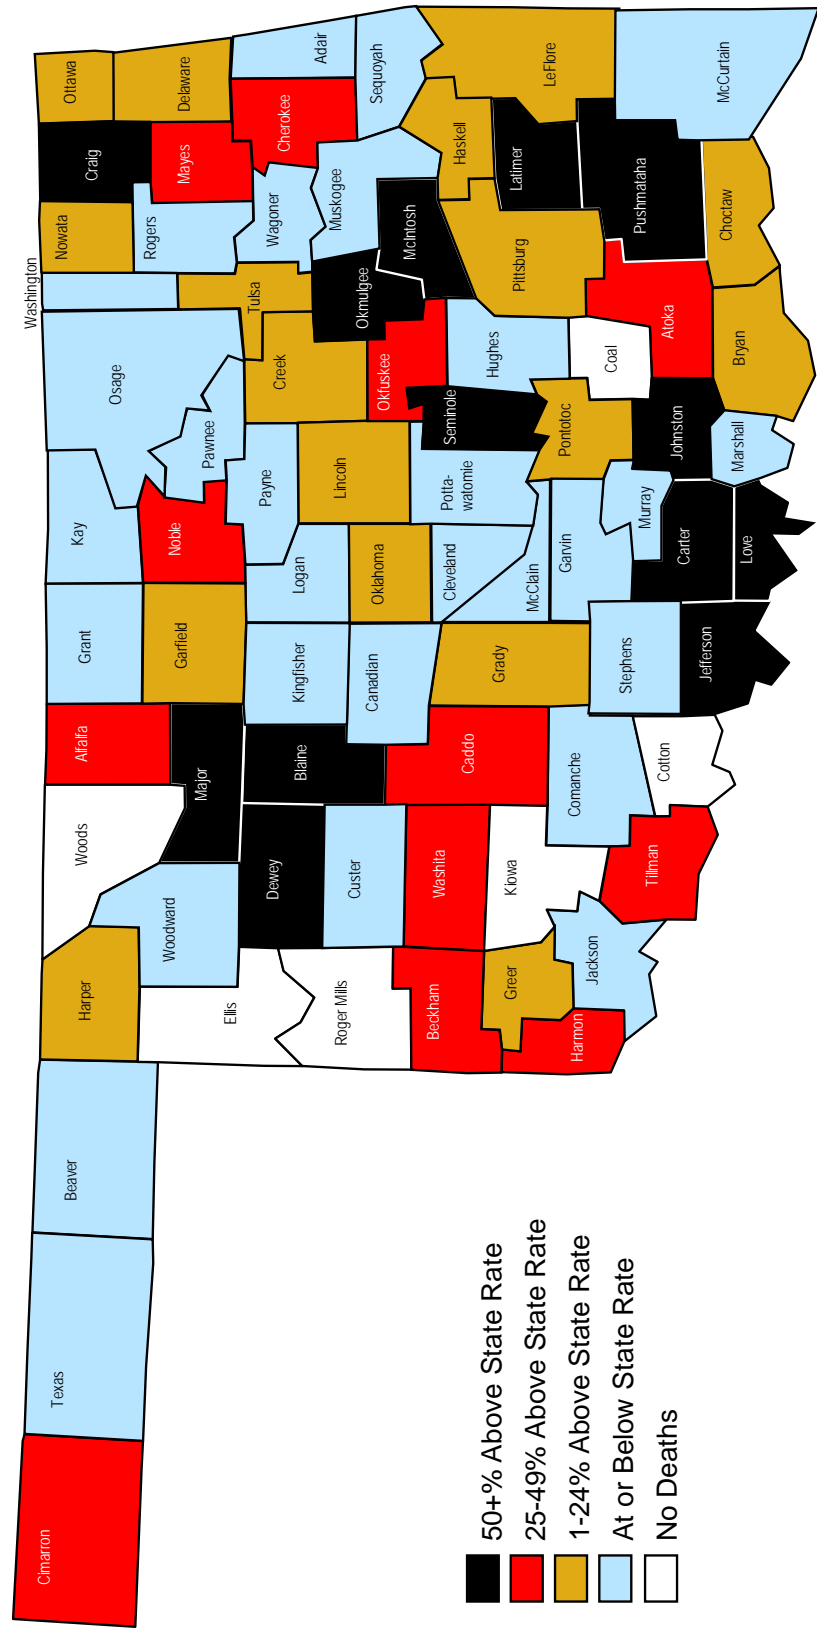 Cimarron
Texas
Beaver
Harper
Woods
Alfalfa
Grant
Kay
Osage
Washington
Nowata
Craig
Ottawa
Ellis
Woodward
Major
Garfield
Noble
Pawnee
Rogers
Mayes
Delaware
Roger Mills
Dewey
Blaine
Kingfisher
Logan
Payne
Creek
Tulsa
Wagoner
Cherokee
Adair
Custer
Canadian
Oklahoma
Lincoln
Okfuskee
Okmulgee
Muskogee
Sequoyah
Beckham
Washita
Caddo
Grady
Cleveland
McClain
Potta-
watomie
Seminole
Hughes
McIntosh
Haskell
Harmon
Greer
Kiowa
Comanche
Stephens
Garvin
Pontotoc
Pittsburg
Latimer
LeFlore
Jackson
Tillman
Cotton
Jefferson
Carter
Murray
Johnston
Coal
Atoka
Pushmataha
McCurtain
Love
Marshall
Bryan
Choctaw
50+% Above State Rate
25-49% Above State Rate
1-24% Above State Rate
At or Below State Rate
No Deaths